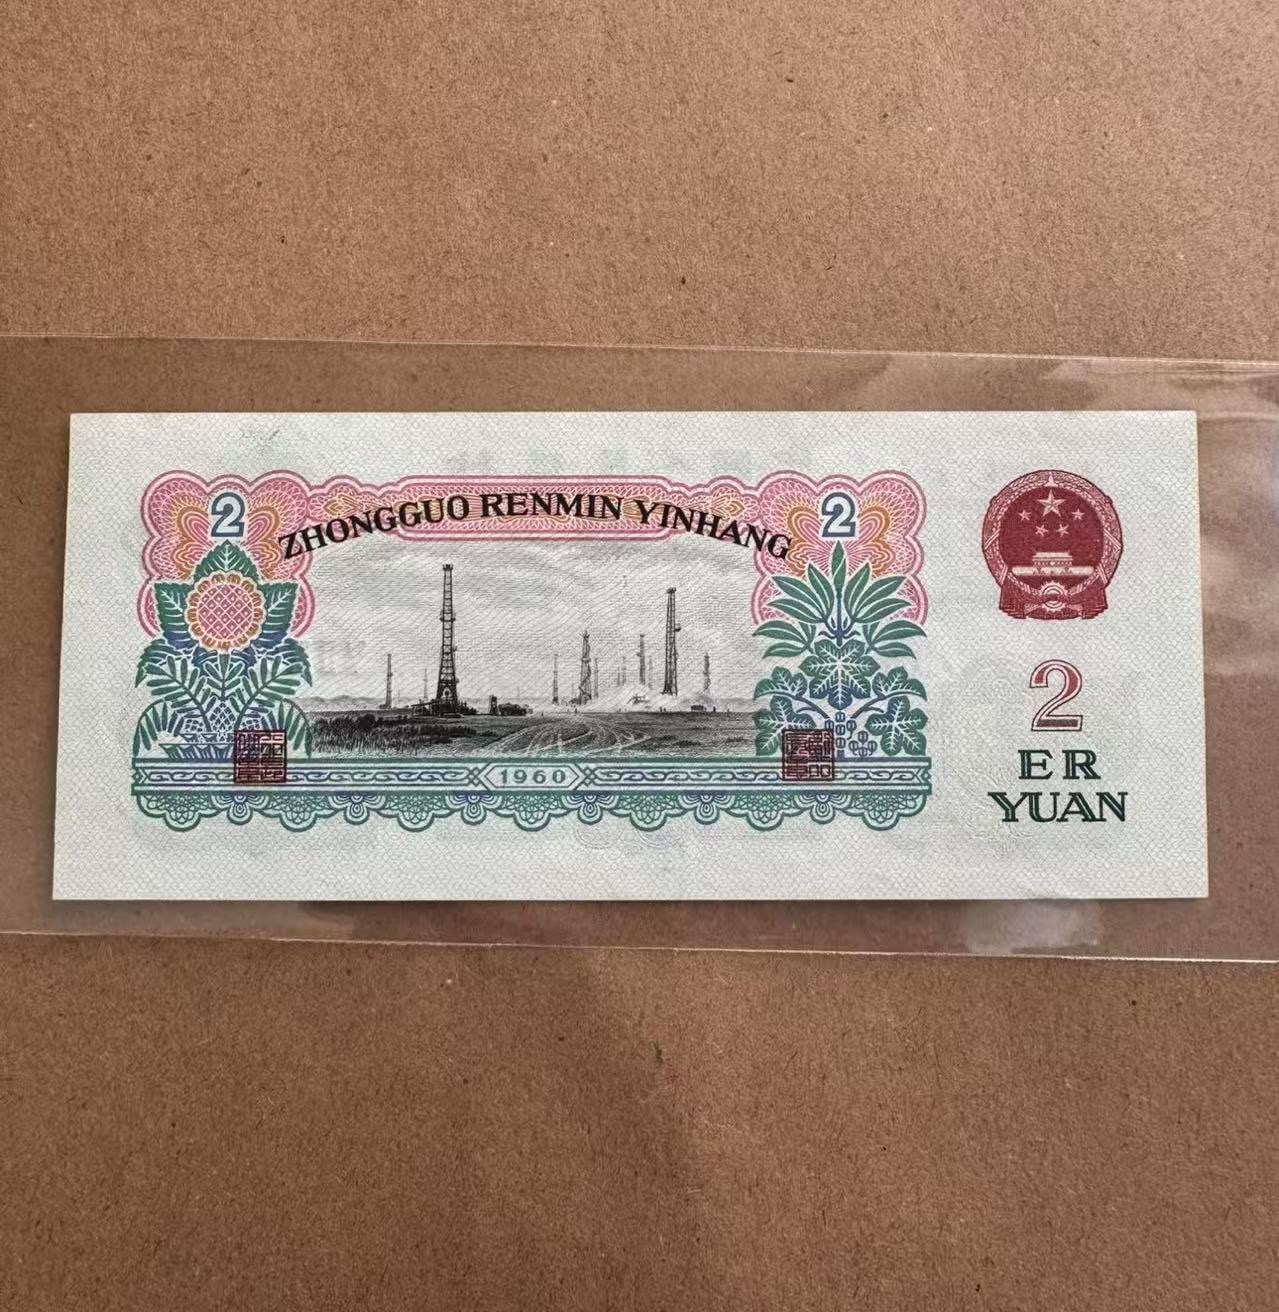 2
2
ZHONGGUO RENMIN YINHANG
1960
2
ER
YUAN